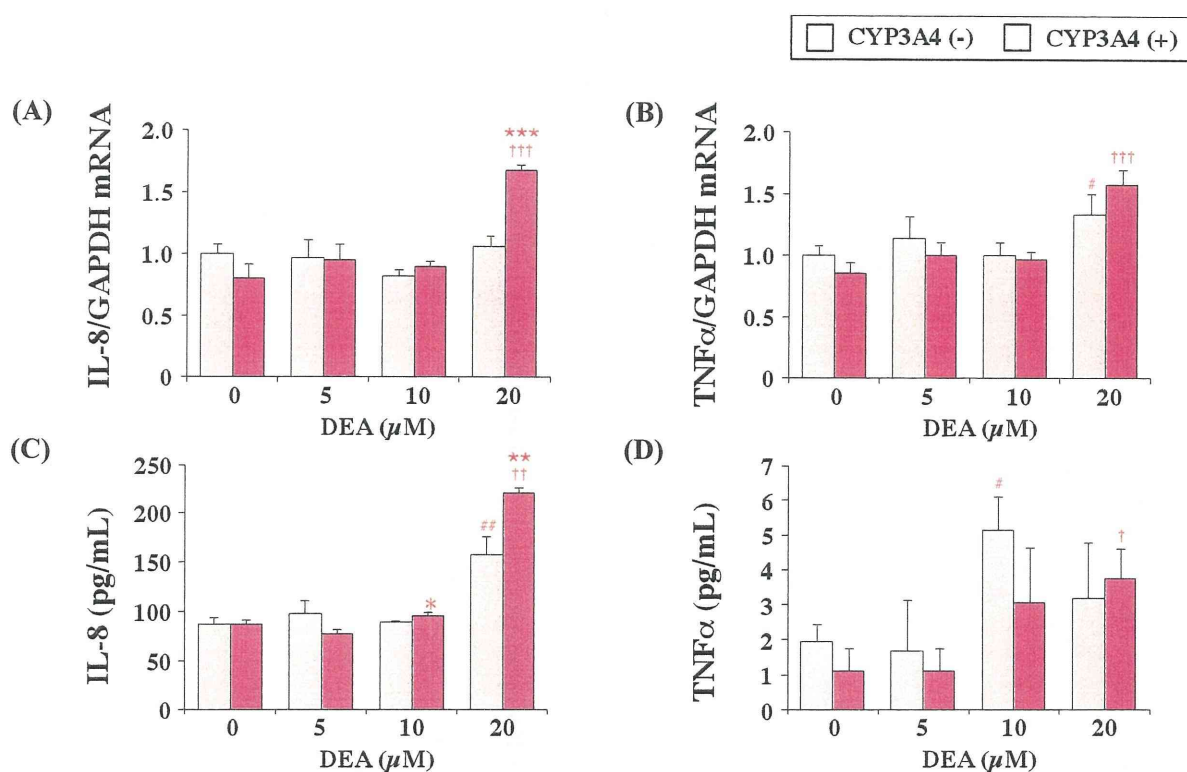 CYP3A4 (-) CYP3A4 (+)
(A)
IL-8/GAPDH mRNA
2.0
1.5
1.0
0.5
0
***
†††
0 5 10 20
DEA (µM)
(B)
TNFα/GAPDH mRNA
2.0
1.5
1.0
0.5
0
#
†††
0 5 10 20
DEA (µM)
(C)
IL-8 (pg/mL)
250
200
150
100
50
0
*
##
**
††
0 5 10 20
DEA (µM)
(D)
TNFα (pg/mL)
7
6
5
4
3
2
1
0
#
†
0 5 10 20
DEA (µM)